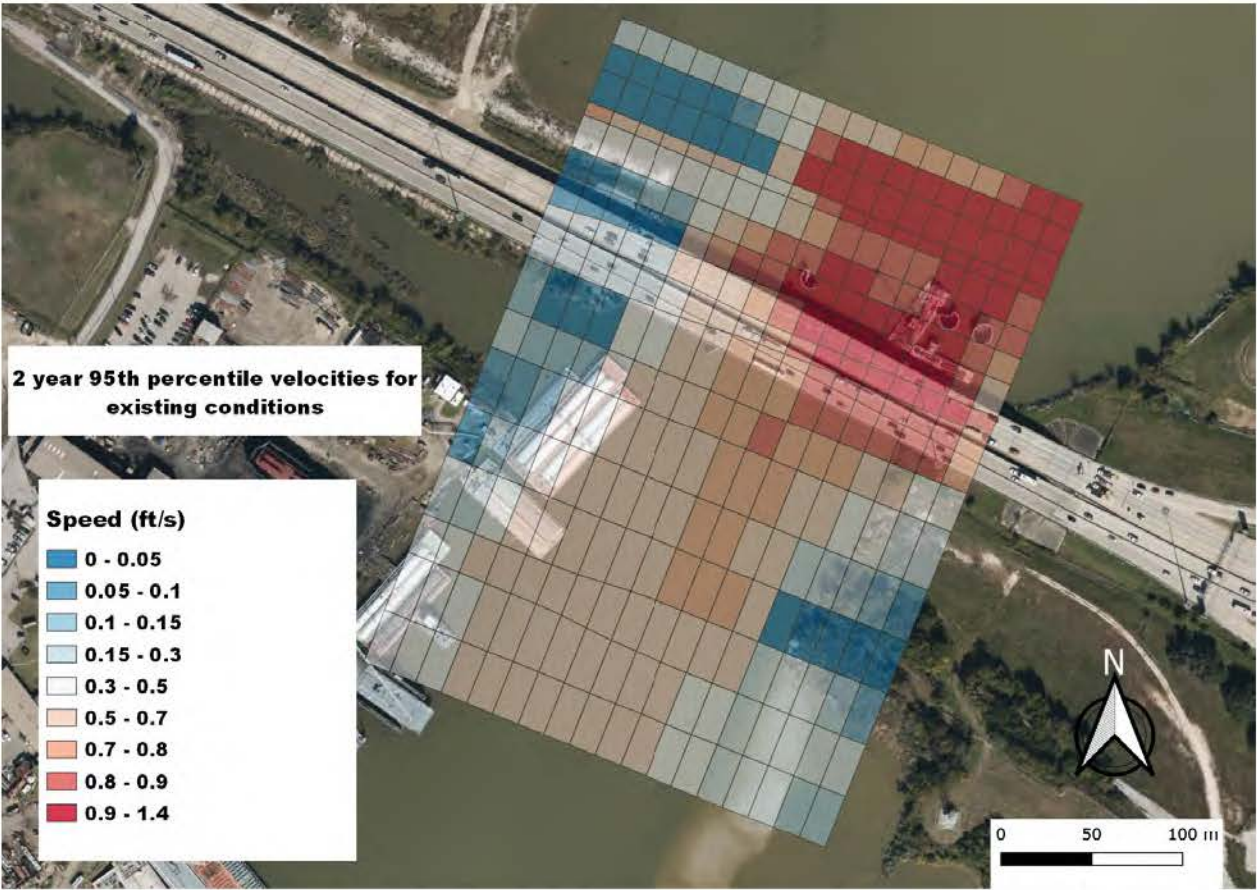 2 year 95th percentile velocities for
existing conditions
Speed (ft/s)
0 - 0.05
0.05 - 0.1
0.1 - 0.15
0.15 - 0.3
0.3 - 0.5
0.5 - 0.7
0.7 - 0.8
0.8 - 0.9
0.9 - 1.4
N
0 50 100 m